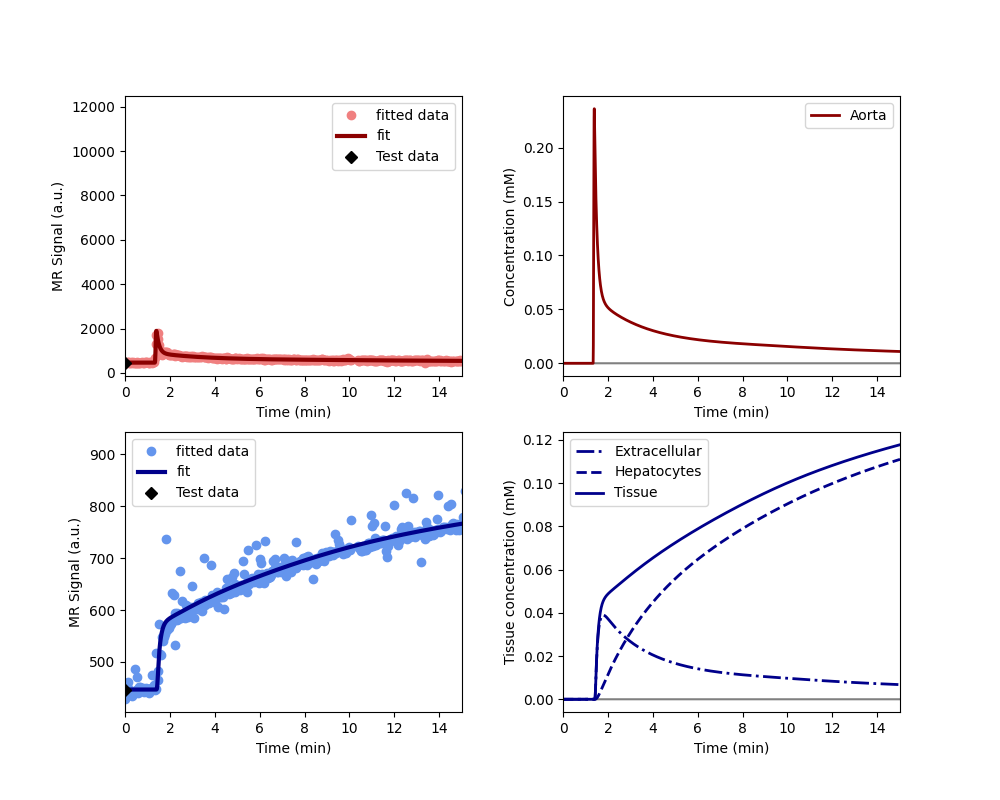 12000
10000
8000
6000
4000
2000
0
MR Signal (a.u.)
fitted data
fit
Test data
0 2 4 6 8 10 12 14
Time (min)
0.20
0.15
0.10
0.05
0.00
Concentration (mM)
Aorta
0 2 4 6 8 10 12 14
Time (min)
900
800
700
600
500
MR Signal (a.u.)
fitted data
fit
Test data
0 2 4 6 8 10 12 14
Time (min)
0.12
0.10
0.08
0.06
0.04
0.02
0.00
Tissue concentration (mM)
Extracellular
Hepatocytes
Tissue
0 2 4 6 8 10 12 14
Time (min)